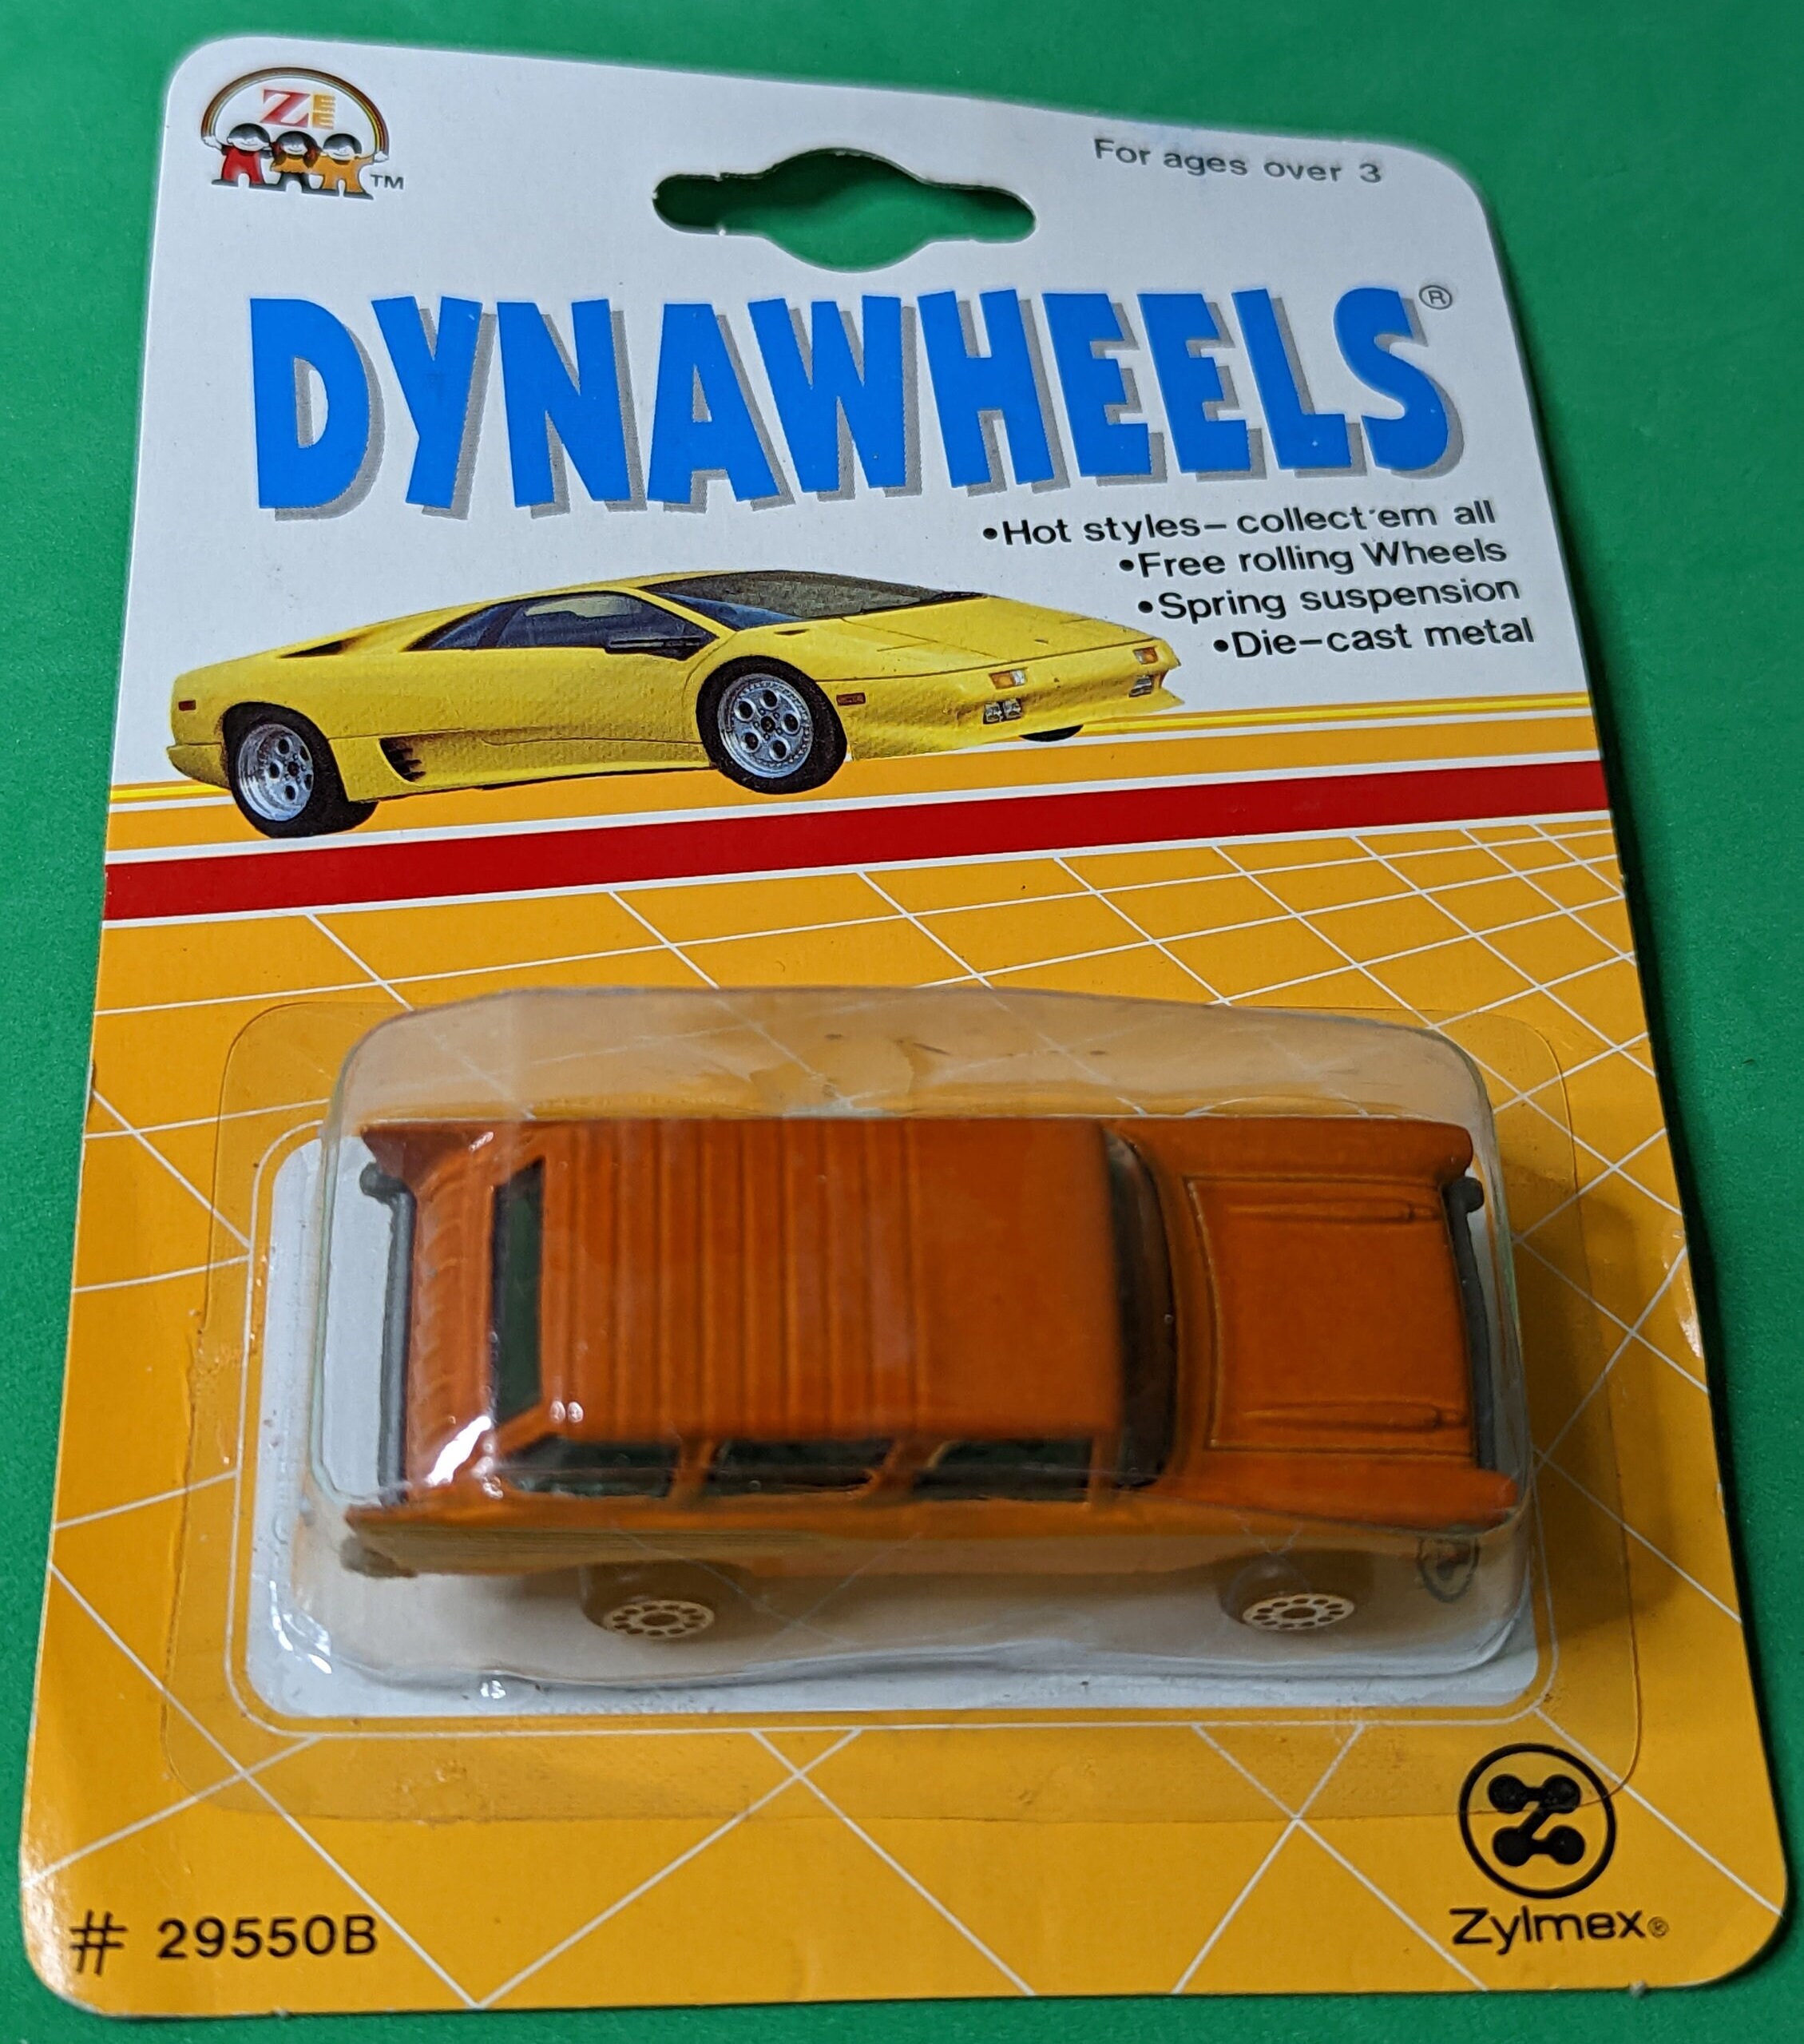 ZEE
TM
For ages over 3
DYNAWHEELS®
•Hot styles–collect'em all
•Free rolling Wheels
•Spring suspension
•Die–cast metal
# 29550B
Zylmex®